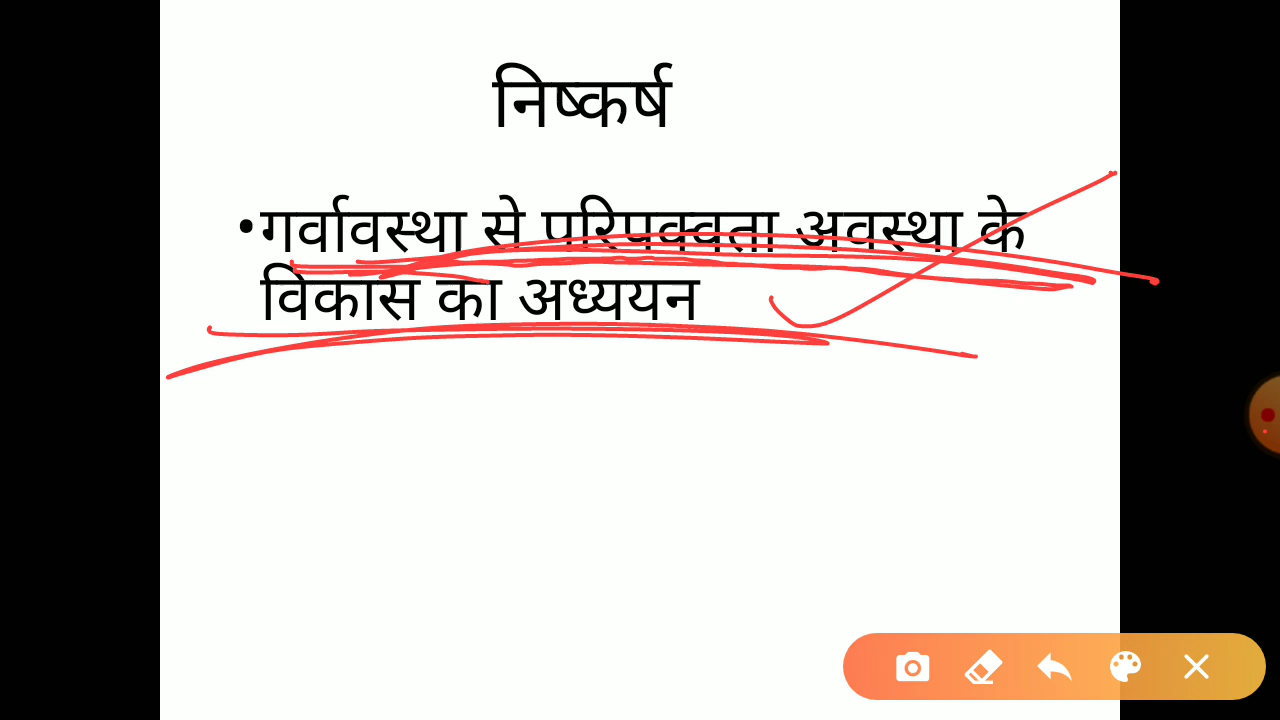 निष्कर्ष
•गर्वावस्था से परिपक्वता अवस्था के
विकास का अध्ययन